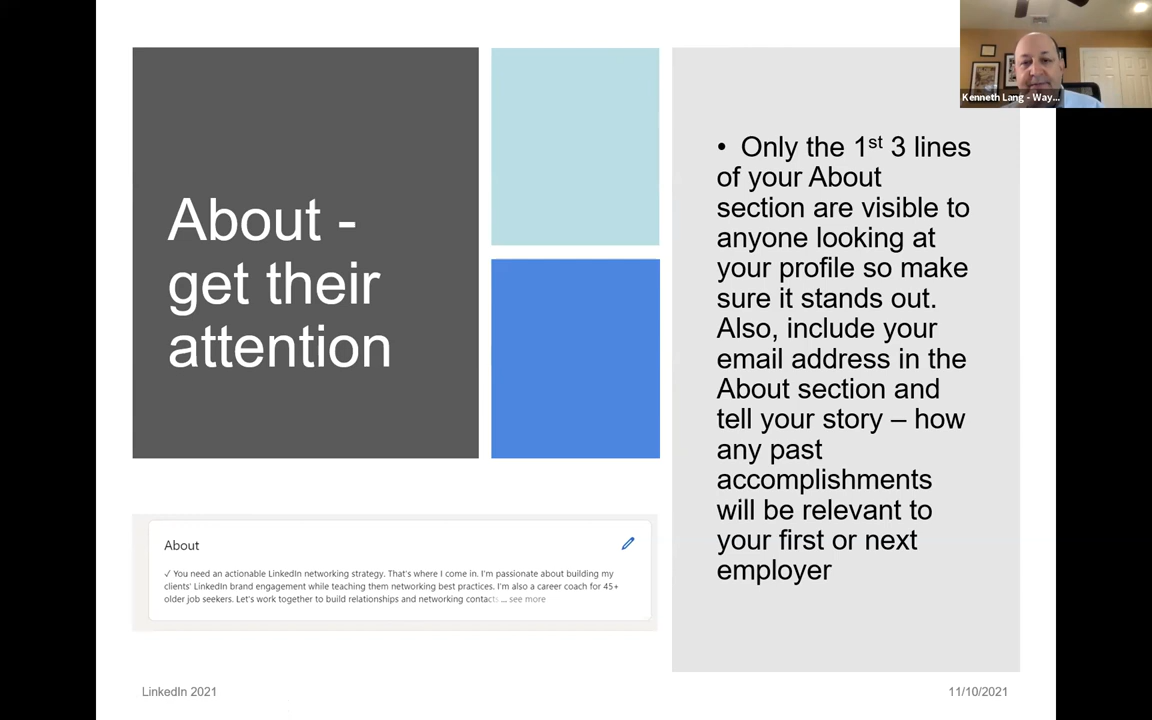 Kenneth Lang - Way...
About -
get their
attention
• Only the 1st 3 lines
of your About
section are visible to
anyone looking at
your profile so make
sure it stands out.
Also, include your
email address in the
About section and
tell your story – how
any past
accomplishments
will be relevant to
your first or next
employer
About
✓ You need an actionable LinkedIn networking strategy. That's where I come in. I'm passionate about building my
clients' LinkedIn brand engagement while teaching them networking best practices. I'm also a career coach for 45+
older job seekers. Let's work together to build relationships and networking contacts ... see more
LinkedIn 2021
11/10/2021